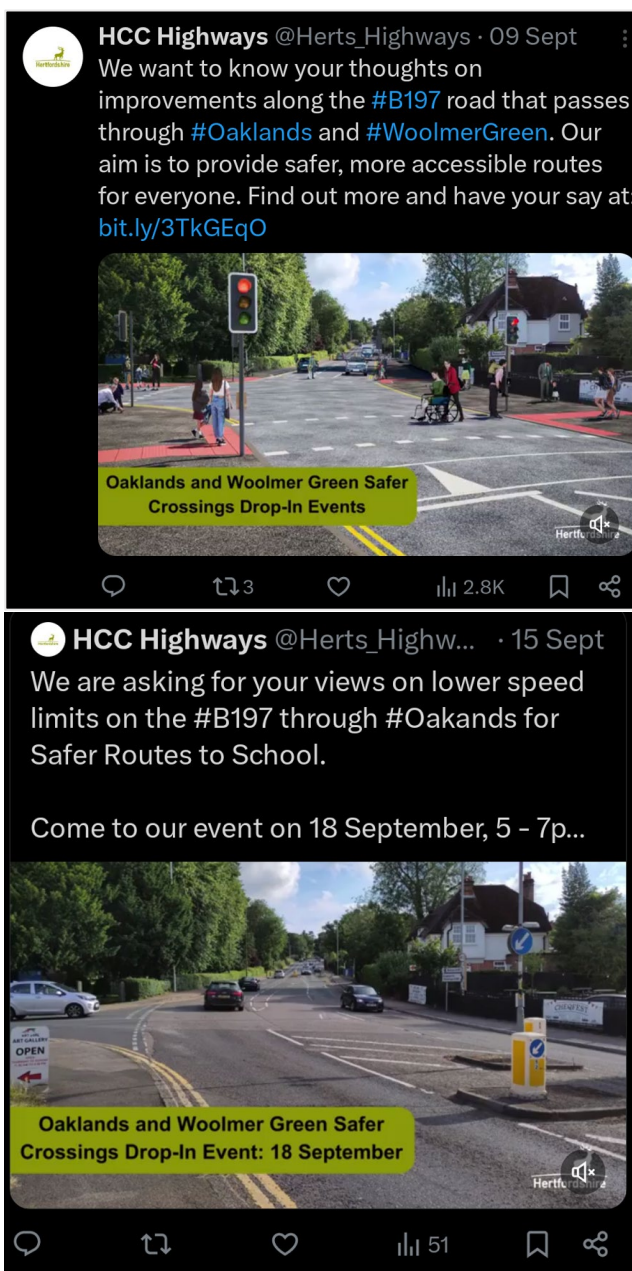 HCC Highways @Herts_Highways · 09 Sept
We want to know your thoughts on
improvements along the #B197 road that passes
through #Oaklands and #WoolmerGreen. Our
aim is to provide safer, more accessible routes
for everyone. Find out more and have your say at:
bit.ly/3TkGEqO
Oaklands and Woolmer Green Safer
Crossings Drop-In Events
Hertfordshire
3
2.8K
HCC Highways @Herts_Highw... · 15 Sept
We are asking for your views on lower speed
limits on the #B197 through #Oakands for
Safer Routes to School.
Come to our event on 18 September, 5 - 7p...
ART GALLERY
OPEN
Oaklands and Woolmer Green Safer
Crossings Drop-In Event: 18 September
Hertfordshire
51